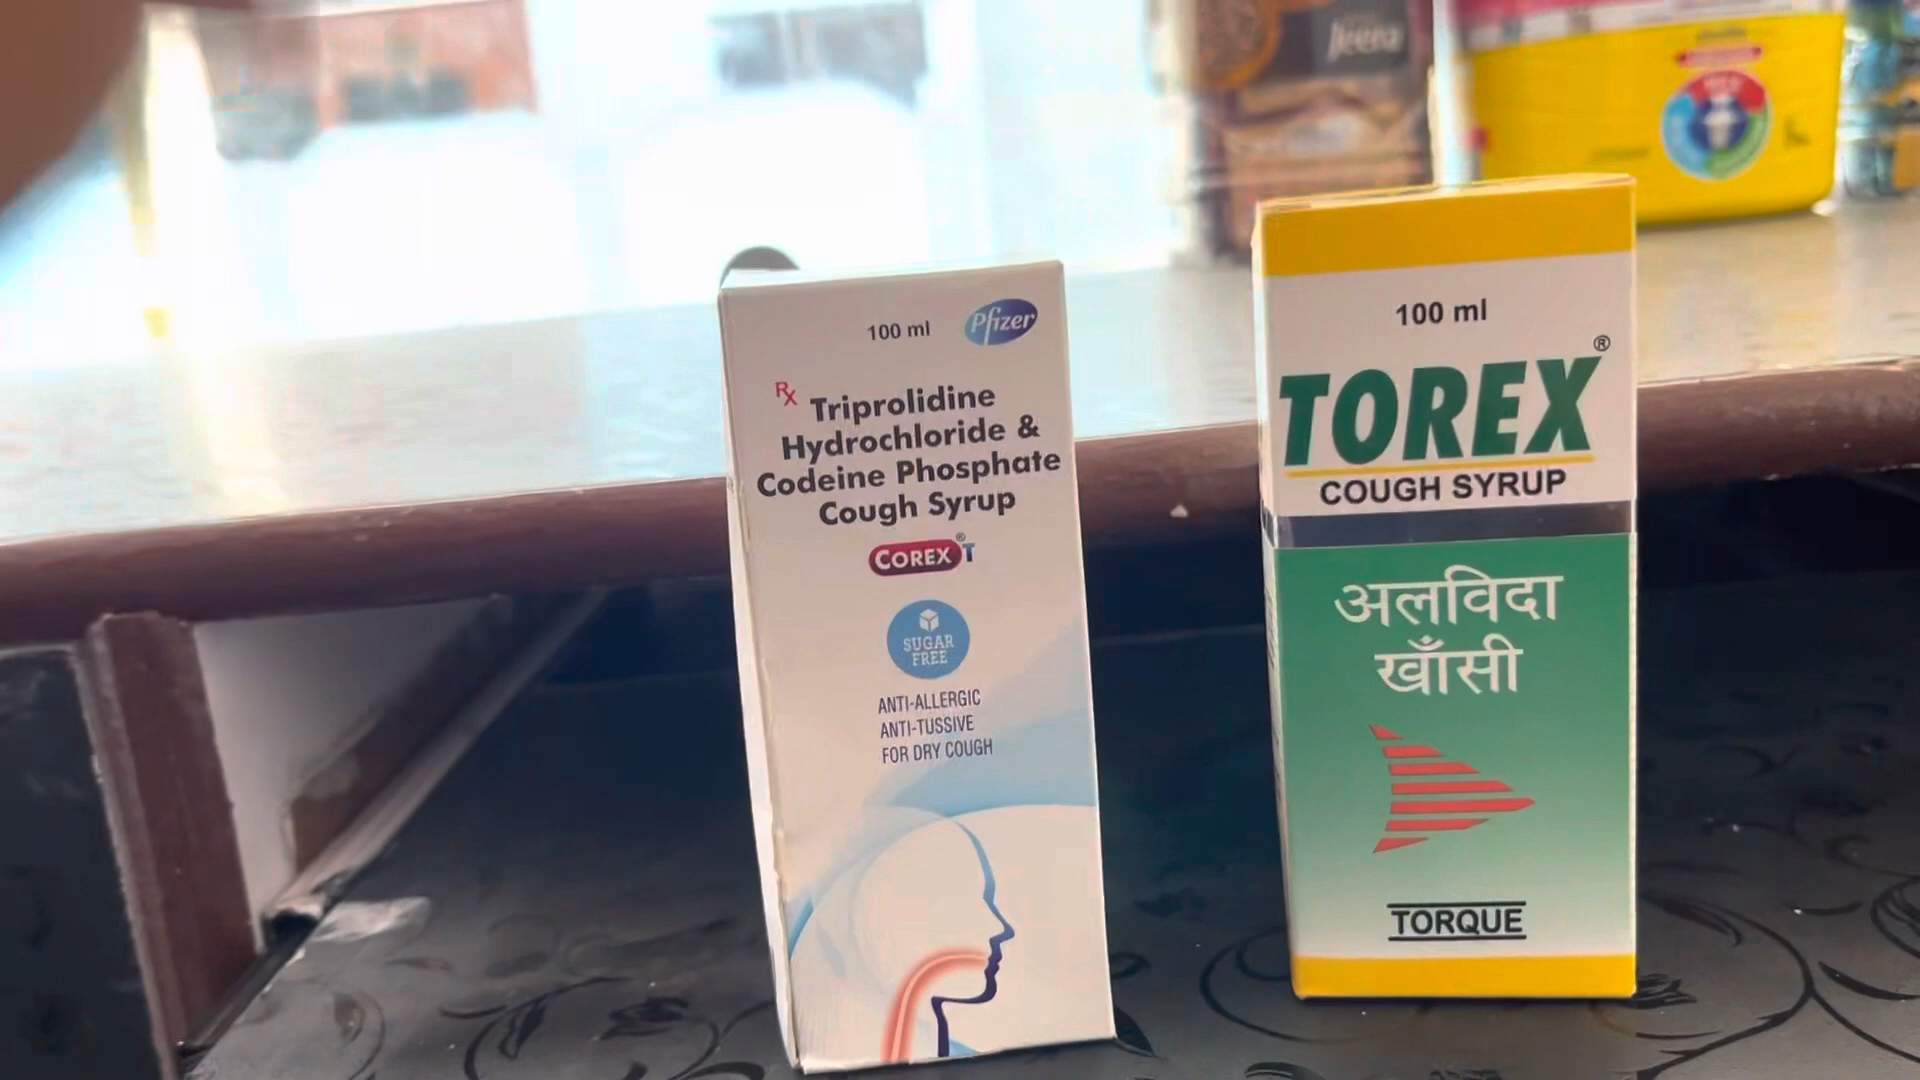 Jeera
100 ml
Pfizer
Rx
Triprolidine
Hydrochloride &
Codeine Phosphate
Cough Syrup
COREX® T
SUGAR
FREE
ANTI-ALLERGIC
ANTI-TUSSIVE
FOR DRY COUGH
100 ml
TOREX®
COUGH SYRUP
अलविदा
खाँसी
TORQUE